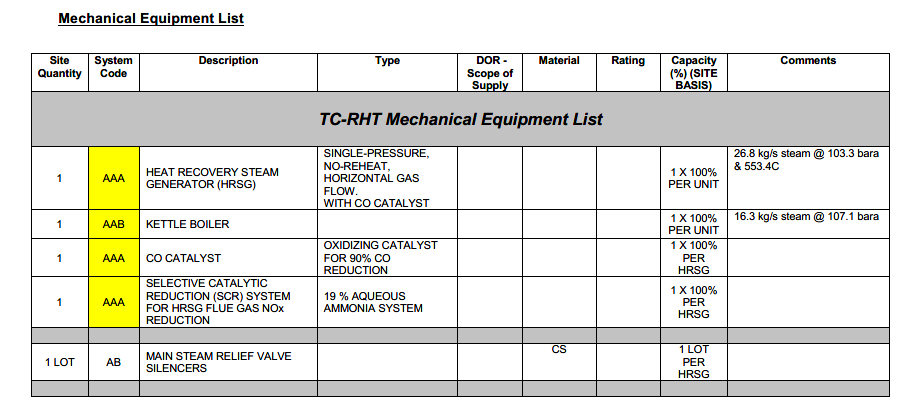 Mechanical Equipment List
Site Quantity System Code Description Type DOR - Scope of Supply Material Rating Capacity (%) (SITE BASIS) Comments
TC-RHT Mechanical Equipment List
1 AAA HEAT RECOVERY STEAM GENERATOR (HRSG) SINGLE-PRESSURE, NO-REHEAT, HORIZONTAL GAS FLOW. WITH CO CATALYST 1 X 100% PER UNIT 26.8 kg/s steam @ 103.3 bara & 553.4C
1 AAB KETTLE BOILER 1 X 100% PER UNIT 16.3 kg/s steam @ 107.1 bara
1 AAA CO CATALYST OXIDIZING CATALYST FOR 90% CO REDUCTION 1 X 100% PER HRSG
1 AAA SELECTIVE CATALYTIC REDUCTION (SCR) SYSTEM FOR HRSG FLUE GAS NOx REDUCTION 19 % AQUEOUS AMMONIA SYSTEM 1 X 100% PER HRSG
1 LOT AB MAIN STEAM RELIEF VALVE SILENCERS CS 1 LOT PER HRSG